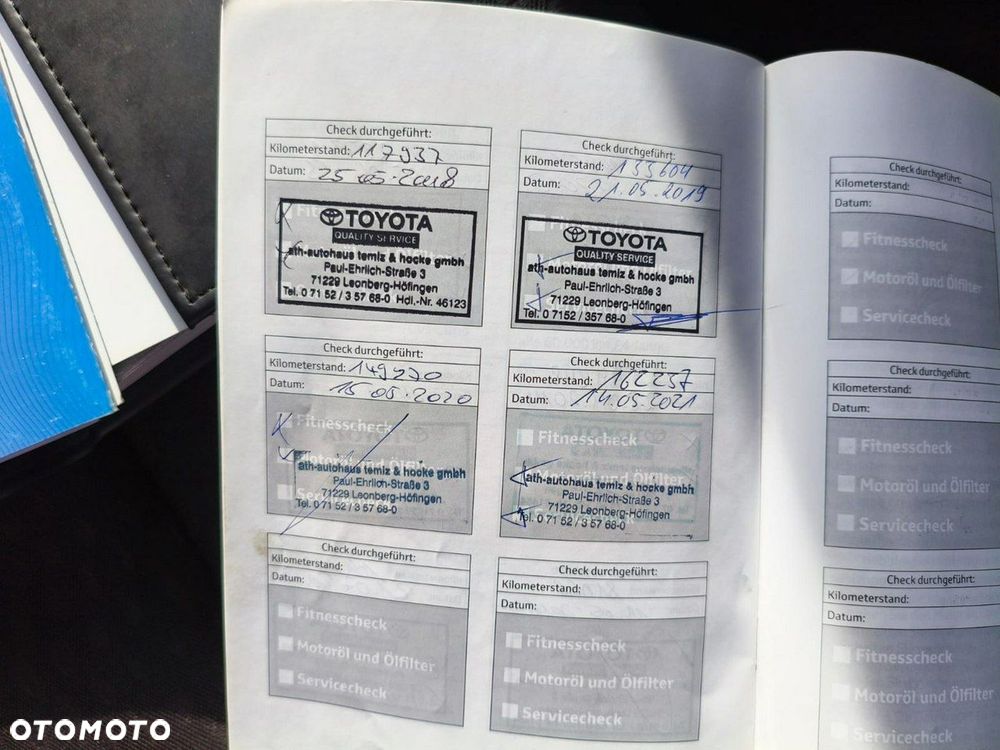 Check durchgeführt:
Kilometerstand: 117937
Datum: 25 05.2018
TOYOTA
QUALITY SERVICE
ath-autohaus temiz & hocke gmbh
Paul-Ehrlich-Straße 3
71229 Leonberg-Höfingen
Tel. 0 71 52 / 3 57 68-0 Hdl.-Nr. 46123
Check durchgeführt:
Kilometerstand: 133604
Datum: 21.05.2019
TOYOTA
QUALITY SERVICE
ath-autohaus temiz & hocke gmbh
Paul-Ehrlich-Straße 3
71229 Leonberg-Höfingen
Tel. 0 7152 / 357 68-0
Check durchgeführt:
Kilometerstand: 149270
Datum: 15 05.2020
Fitnesscheck
ath-autohaus temiz & hocke gmbh
Paul-Ehrlich-Straße 3
71229 Leonberg-Höfingen
Tel. 0 71 52 / 3 57 68-0
Check durchgeführt:
Kilometerstand: 162257
Datum: 14.05.2021
Fitnesscheck
ath-autohaus temiz & hocke gmbh
Paul-Ehrlich-Straße 3
71229 Leonberg-Höfingen
Tel. 0 71 52 / 3 57 68-0
Check durchgeführt:
Kilometerstand:
Datum:
Fitnesscheck
Motoröl und Ölfilter
Servicecheck
Check durchgeführt:
Kilometerstand:
Datum:
Fitnesscheck
Motoröl und Ölfilter
Servicecheck
Check durchgeführt:
Kilometerstand:
Datum:
Fitnesscheck
Motoröl und Ölfilter
Servicecheck
Check durchgeführt:
Kilometerstand:
Datum:
Fitnesscheck
Motoröl und Ölfilter
Servicecheck
Check durchgeführt:
Kilometerstand:
Datum:
Fitnesscheck
Motoröl und Ölfilter
Servicecheck
OTOMOTO